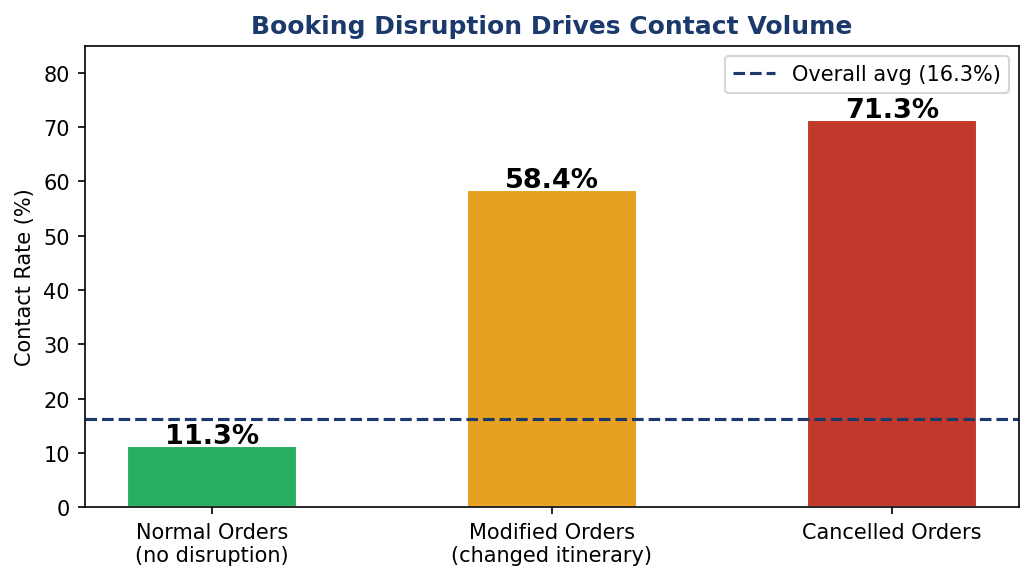 Booking Disruption Drives Contact Volume
Overall avg (16.3%)
Contact Rate (%)
80
70
60
50
40
30
20
10
0
11.3%
58.4%
71.3%
Normal Orders
(no disruption)
Modified Orders
(changed itinerary)
Cancelled Orders